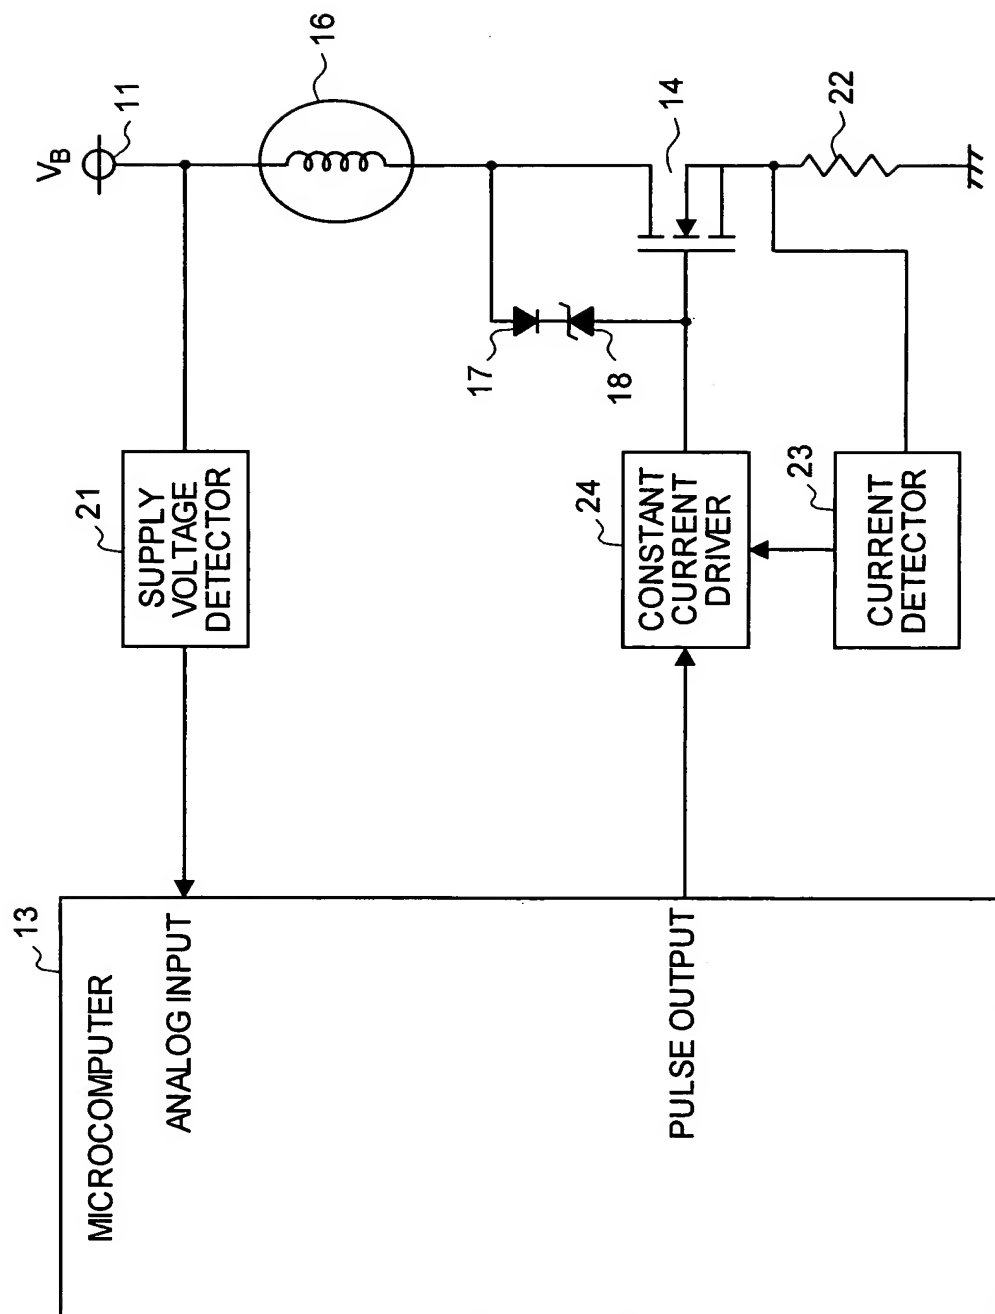 V_B
11
16
21
SUPPLY
VOLTAGE
DETECTOR
14
22
17
18
24
CONSTANT
CURRENT
DRIVER
23
CURRENT
DETECTOR
13
MICROCOMPUTER
ANALOG INPUT
PULSE OUTPUT